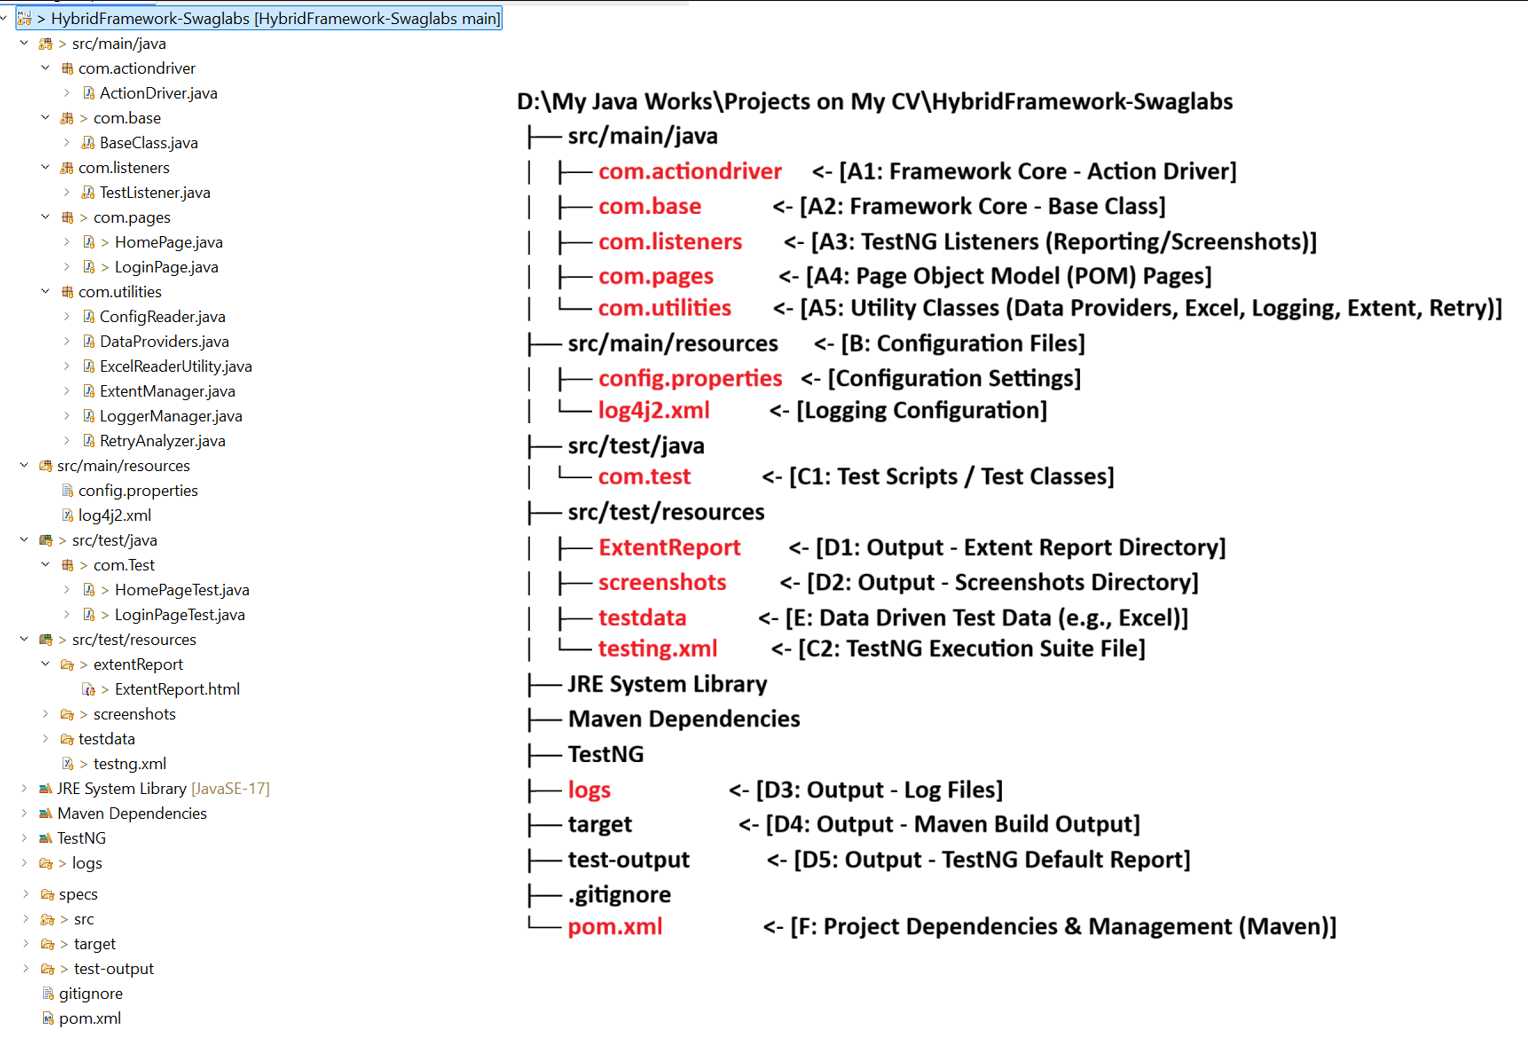 > HybridFramework-Swaglabs [HybridFramework-Swaglabs main]
> src/main/java
com.actiondriver
ActionDriver.java
> com.base
BaseClass.java
com.listeners
TestListener.java
> com.pages
> HomePage.java
> LoginPage.java
com.utilities
ConfigReader.java
DataProviders.java
ExcelReaderUtility.java
ExtentManager.java
LoggerManager.java
RetryAnalyzer.java
src/main/resources
config.properties
log4j2.xml
> src/test/java
> com.Test
> HomePageTest.java
> LoginPageTest.java
> src/test/resources
> extentReport
> ExtentReport.html
> screenshots
testdata
> testng.xml
JRE System Library [JavaSE-17]
Maven Dependencies
TestNG
> logs
specs
> src
> target
> test-output
gitignore
pom.xml
D:\My Java Works\Projects on My CV\HybridFramework-Swaglabs
├── src/main/java
│ ├── com.actiondriver <- [A1: Framework Core - Action Driver]
│ ├── com.base <- [A2: Framework Core - Base Class]
│ ├── com.listeners <- [A3: TestNG Listeners (Reporting/Screenshots)]
│ ├── com.pages <- [A4: Page Object Model (POM) Pages]
│ └── com.utilities <- [A5: Utility Classes (Data Providers, Excel, Logging, Extent, Retry)]
├── src/main/resources <- [B: Configuration Files]
│ ├── config.properties <- [Configuration Settings]
│ └── log4j2.xml <- [Logging Configuration]
├── src/test/java
│ └── com.test <- [C1: Test Scripts / Test Classes]
├── src/test/resources
│ ├── ExtentReport <- [D1: Output - Extent Report Directory]
│ ├── screenshots <- [D2: Output - Screenshots Directory]
│ ├── testdata <- [E: Data Driven Test Data (e.g., Excel)]
│ └── testing.xml <- [C2: TestNG Execution Suite File]
├── JRE System Library
├── Maven Dependencies
├── TestNG
├── logs <- [D3: Output - Log Files]
├── target <- [D4: Output - Maven Build Output]
├── test-output <- [D5: Output - TestNG Default Report]
├── .gitignore
└── pom.xml <- [F: Project Dependencies & Management (Maven)]